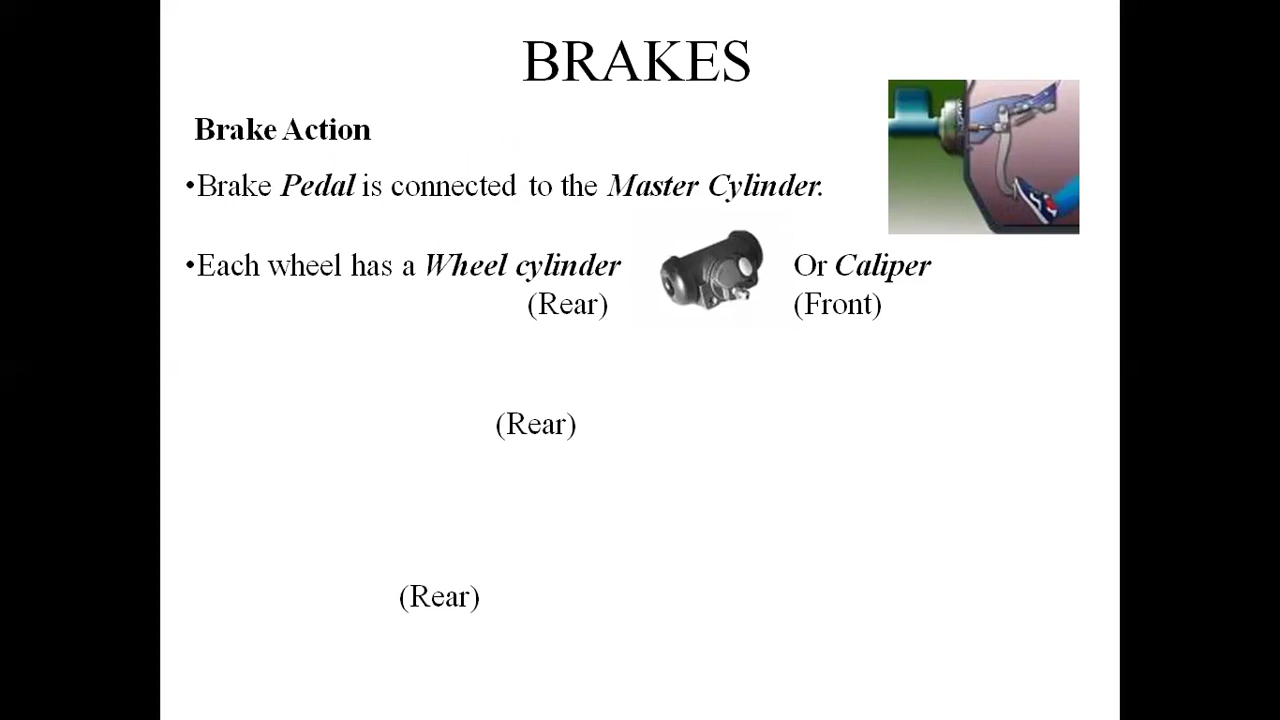 BRAKES
Brake Action
•Brake Pedal is connected to the Master Cylinder.
•Each wheel has a Wheel cylinder Or Caliper
(Rear) (Front)
(Rear)
(Rear)